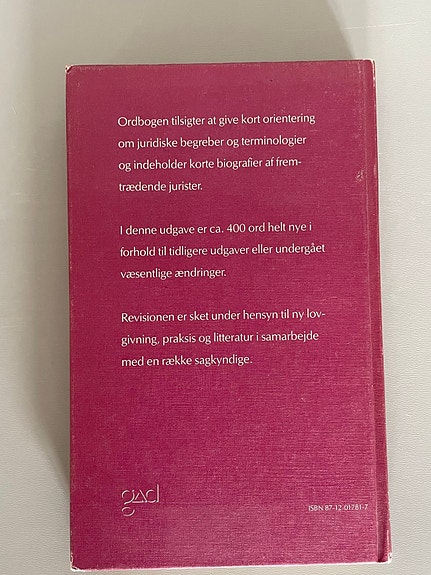 Ordbogen tilsigter at give kort orientering
om juridiske begreber og terminologier
og indeholder korte biografier af frem-
trædende jurister.
I denne udgave er ca. 400 ord helt nye i
forhold til tidligere udgaver eller undergået
væsentlige ændringer.
Revisionen er sket under hensyn til ny lov-
givning, praksis og litteratur i samarbejde
med en række sagkyndige.
gad
ISBN 87-12-01781-7